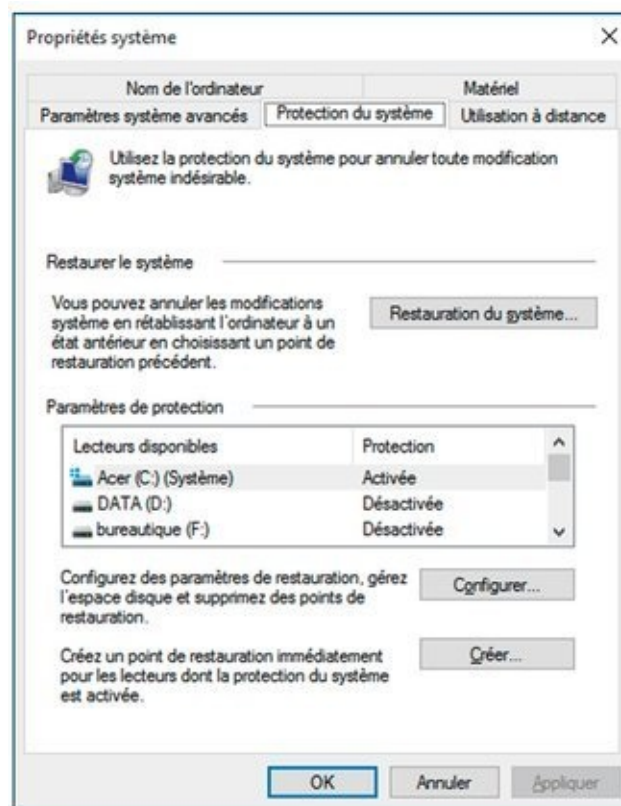 Propriétés système
Nom de l'ordinateur
Matériel
Paramètres système avancés
Protection du système
Utilisation à distance
Utilisez la protection du système pour annuler toute modification
système indésirable.
Restaurer le système
Vous pouvez annuler les modifications
système en rétablissant l'ordinateur à un
état antérieur en choisissant un point de
restauration précédent.
Restauration du système...
Paramètres de protection
Lecteurs disponibles
Protection
Acer (C:) (Système)
Activée
DATA (D:)
Désactivée
bureautique (F:)
Désactivée
Configurez des paramètres de restauration, gérez
l'espace disque et supprimez des points de
restauration.
Configurer...
Créez un point de restauration immédiatement
pour les lecteurs dont la protection du système
est activée.
Créer...
OK
Annuler
Appliquer